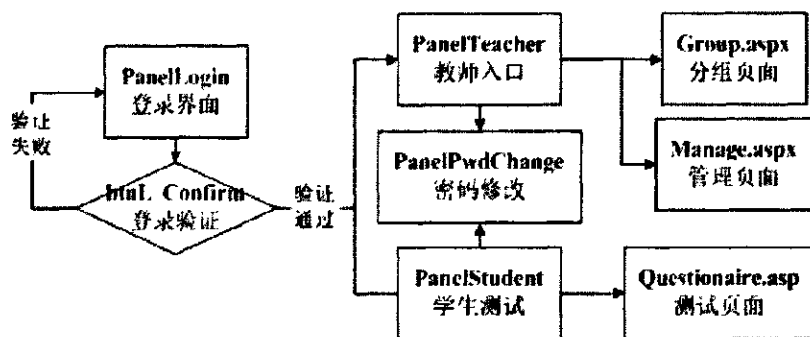 PanelLogin
登录界面
验证
失败
btnL_Confirm
登录验证
验证
通过
PanelTeacher
教师入口
PanelPwdChange
密码修改
PanelStudent
学生测试
Group.aspx
分组页面
Manage.aspx
管理页面
Questionaire.asp
测试页面